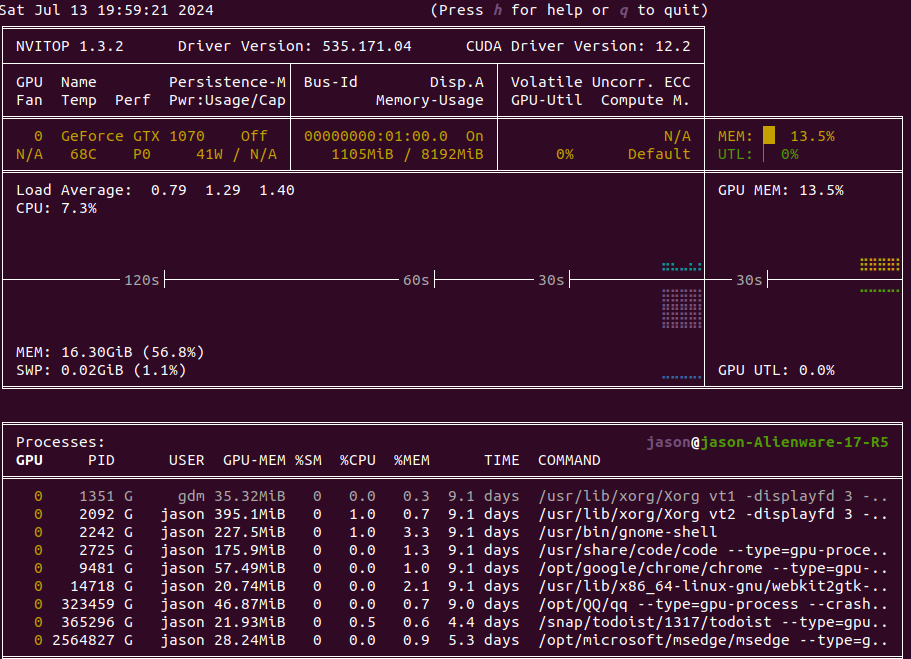 Sat Jul 13 19:59:21 2024 (Press h for help or q to quit)
NVITOP 1.3.2 Driver Version: 535.171.04 CUDA Driver Version: 12.2
GPU Name Persistence-M Bus-Id Disp.A Volatile Uncorr. ECC
Fan Temp Perf Pwr:Usage/Cap Memory-Usage GPU-Util Compute M.
0 GeForce GTX 1070 Off 00000000:01:00.0 On N/A MEM: 13.5%
N/A 68C P0 41W / N/A 1105MiB / 8192MiB 0% Default UTL: 0%
Load Average: 0.79 1.29 1.40 GPU MEM: 13.5%
CPU: 7.3%
120s 60s 30s 30s
MEM: 16.30GiB (56.8%)
SWP: 0.02GiB (1.1%) GPU UTL: 0.0%
Processes: jason@jason-Alienware-17-R5
GPU PID USER GPU-MEM %SM %CPU %MEM TIME COMMAND
0 1351 G gdm 35.32MiB 0 0.0 0.3 9.1 days /usr/lib/xorg/Xorg vt1 -displayfd 3 -..
0 2092 G jason 395.1MiB 0 1.0 0.7 9.1 days /usr/lib/xorg/Xorg vt2 -displayfd 3 -..
0 2242 G jason 227.5MiB 0 1.0 3.3 9.1 days /usr/bin/gnome-shell
0 2725 G jason 175.9MiB 0 0.0 1.3 9.1 days /usr/share/code/code --type=gpu-proce..
0 9481 G jason 57.49MiB 0 0.0 1.0 9.1 days /opt/google/chrome/chrome --type=gpu-..
0 14718 G jason 20.74MiB 0 0.0 2.1 9.1 days /usr/lib/x86_64-linux-gnu/webkit2gtk-..
0 323459 G jason 46.87MiB 0 0.0 0.7 9.0 days /opt/QQ/qq --type=gpu-process --crash..
0 365296 G jason 21.93MiB 0 0.5 0.6 4.4 days /snap/todoist/1317/todoist --type=gpu..
0 2564827 G jason 28.24MiB 0 0.0 0.9 5.3 days /opt/microsoft/msedge/msedge --type=g..